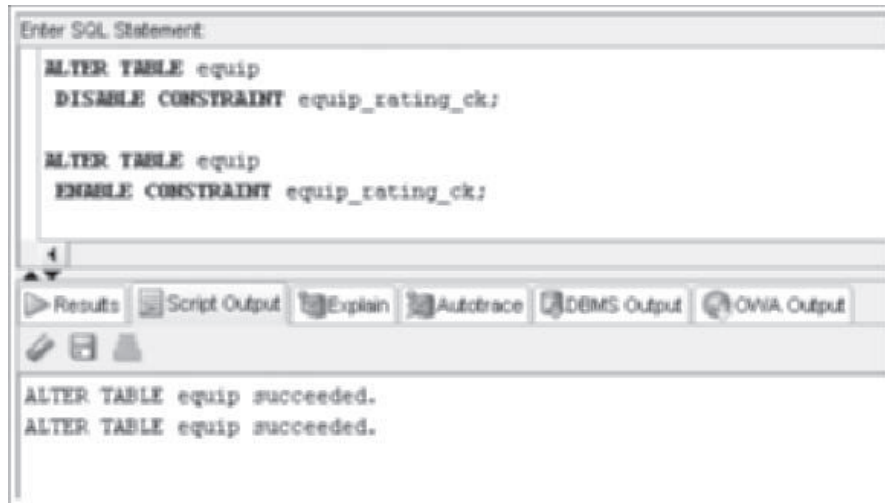 Enter SQL Statement:
ALTER TABLE equip
DISABLE CONSTRAINT equip_rating_ck;
ALTER TABLE equip
ENABLE CONSTRAINT equip_rating_ck;
Results Script Output Explain Autotrace DBMS Output OWA Output
ALTER TABLE equip succeeded.
ALTER TABLE equip succeeded.